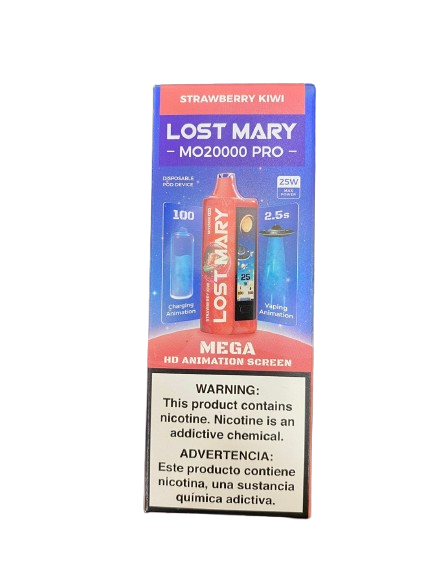 STRAWBERRY KIWI
LOST MARY
- MO20000 PRO -
DISPOSABLE
POD DEVICE
25W
MAX
POWER
100
2.5s
LOST MARY
STRAWBERRY KIWI
25
Charging
Animation
Vaping
Animation
MEGA
HD ANIMATION SCREEN
WARNING:
This product contains
nicotine. Nicotine is an
addictive chemical.
ADVERTENCIA:
Este producto contiene
nicotina, una sustancia
química adictiva.